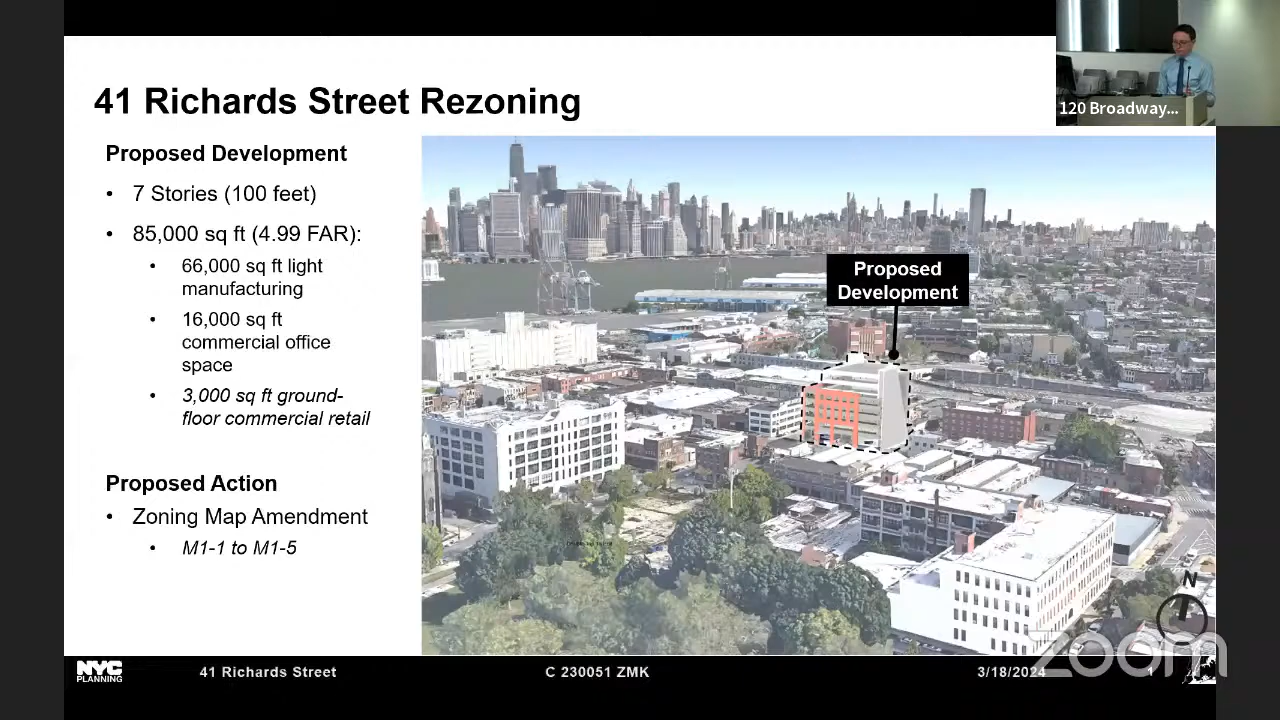 41 Richards Street Rezoning
120 Broadway...
Proposed Development
• 7 Stories (100 feet)
• 85,000 sq ft (4.99 FAR):
• 66,000 sq ft light
manufacturing
• 16,000 sq ft
commercial office
space
• 3,000 sq ft ground-
floor commercial retail
Proposed Action
• Zoning Map Amendment
• M1-1 to M1-5
Proposed
Development
N
zoom
NYC
PLANNING
41 Richards Street
C 230051 ZMK
3/18/2024
1